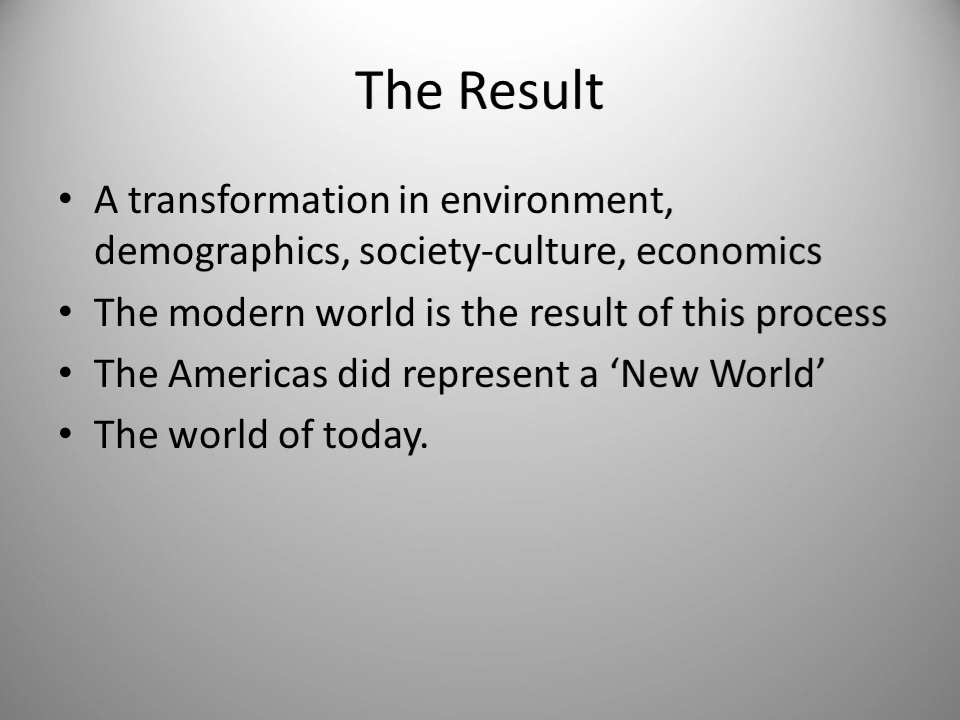 The Result
• A transformation in environment,
demographics, society-culture, economics
• The modern world is the result of this process
• The Americas did represent a ‘New World’
• The world of today.